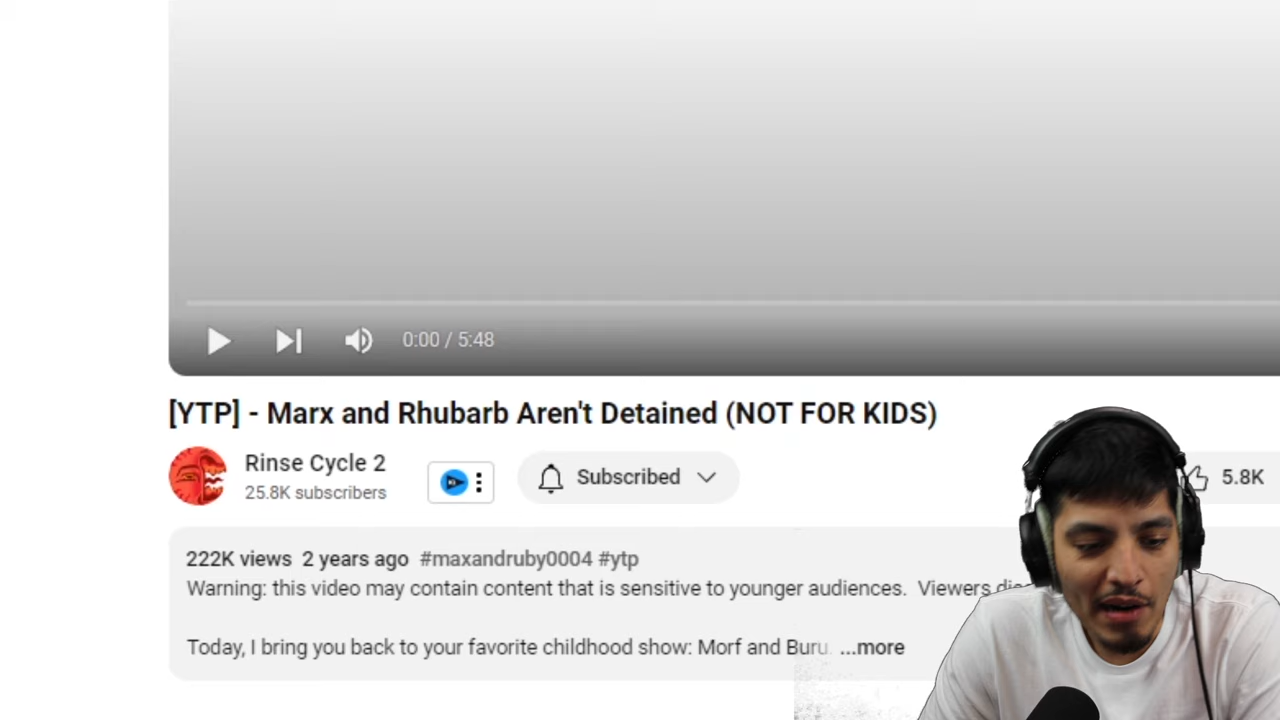 0:00 / 5:48
[YTP] - Marx and Rhubarb Aren't Detained (NOT FOR KIDS)
Rinse Cycle 2
25.8K subscribers
Subscribed
5.8K
222K views 2 years ago #maxandruby0004 #ytp
Warning: this video may contain content that is sensitive to younger audiences. Viewers
Today, I bring you back to your favorite childhood show: Morf and Buru. ...more